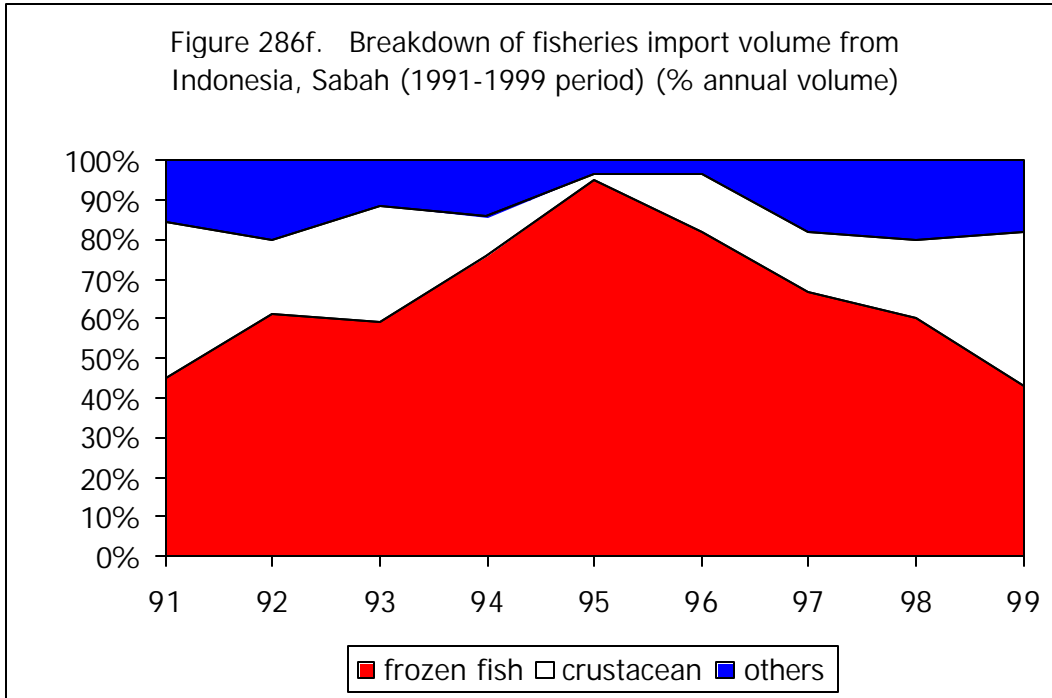 Figure 286f. Breakdown of fisheries import volume from
Indonesia, Sabah (1991-1999 period) (% annual volume)
100%
90%
80%
70%
60%
50%
40%
30%
20%
10%
0%
91 92 93 94 95 96 97 98 99
frozen fish crustacean others